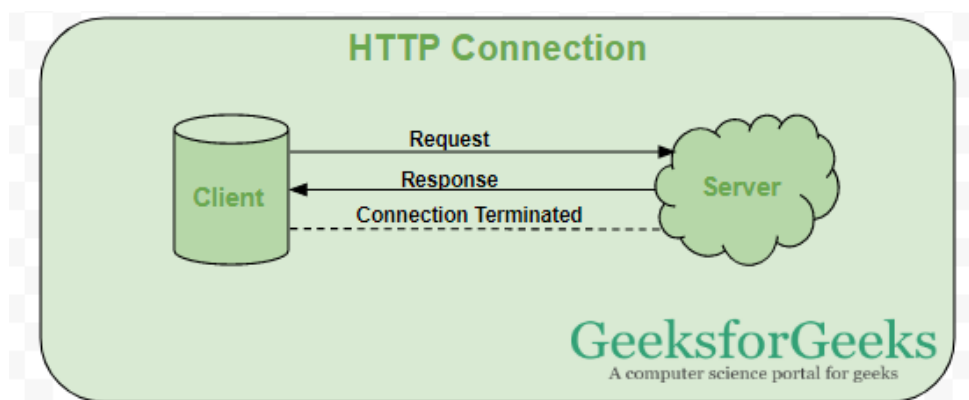 HTTP Connection
Request
Response
Client
Server
Connection Terminated
GeeksforGeeks
A computer science portal for geeks